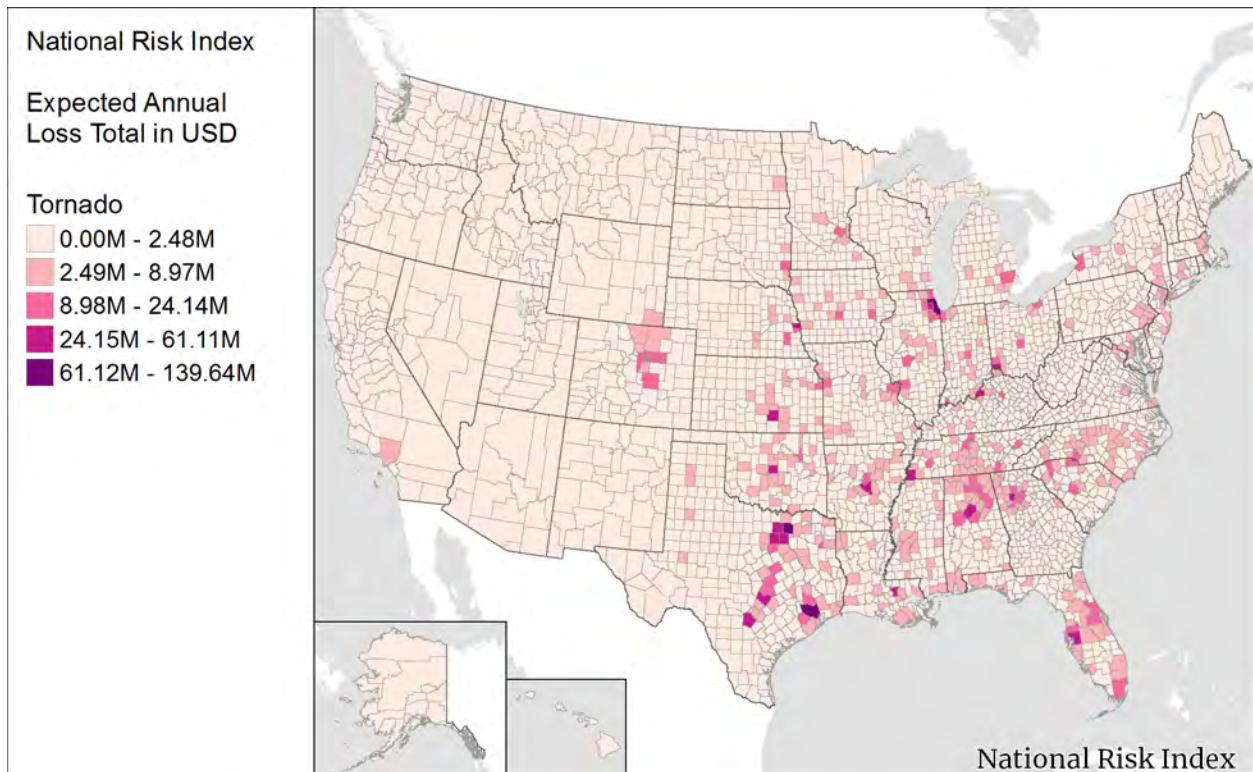 National Risk Index
Expected Annual
Loss Total in USD
Tornado
0.00M - 2.48M
2.49M - 8.97M
8.98M - 24.14M
24.15M - 61.11M
61.12M - 139.64M
National Risk Index